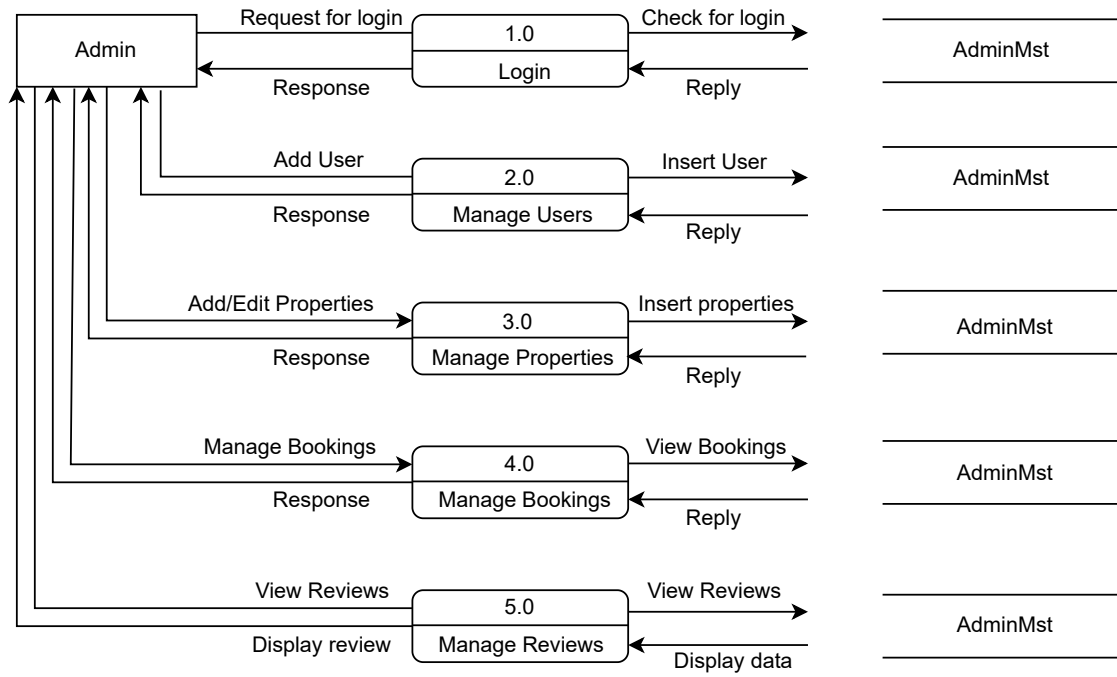 Request for login
1.0
Check for login
Admin
AdminMst
Login
Response
Reply
Add User
2.0
Insert User
AdminMst
Response
Manage Users
Reply
Add/Edit Properties
3.0
Insert properties
AdminMst
Response
Manage Properties
Reply
Manage Bookings
4.0
View Bookings
AdminMst
Response
Manage Bookings
Reply
View Reviews
5.0
View Reviews
AdminMst
Display review
Manage Reviews
Display data